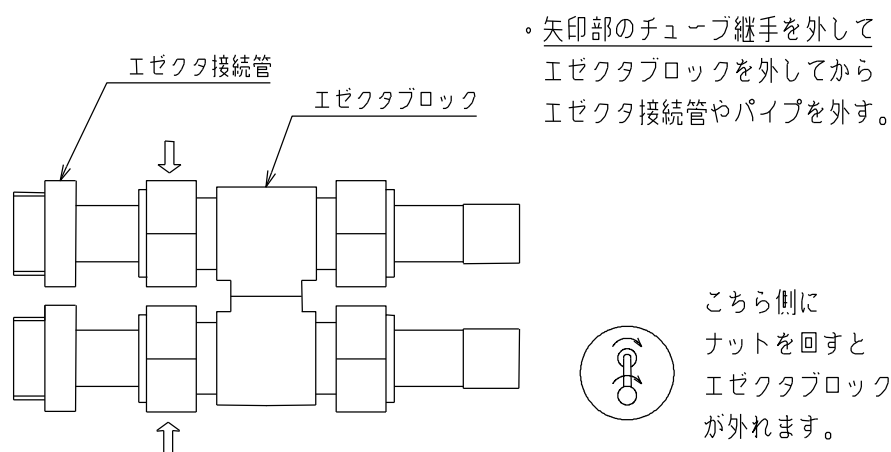 ・矢印部のチューブ継手を外して
エゼクタブロックを外してから
エゼクタ接続管やパイプを外す。
エゼクタ接続管
エゼクタブロック
こちら側に
ナットを回すと
エゼクタブロック
が外れます。